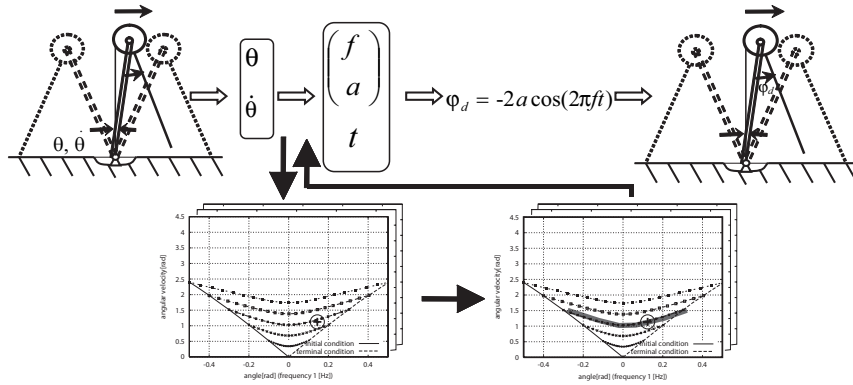 θ, θ̇
θ
θ̇
f
a
t
φd = -2a cos(2πft)
φd
4.5
4
3.5
3
2.5
2
1.5
1
0.5
0
-0.4 -0.2 0 0.2 0.4
angular velocity[rad]
angle[rad] (frequency 1 [Hz])
initial condition
terminal condition
4.5
4
3.5
3
2.5
2
1.5
1
0.5
0
-0.4 -0.2 0 0.2 0.4
angular velocity[rad]
angle[rad] (frequency 1 [Hz])
initial condition
terminal condition